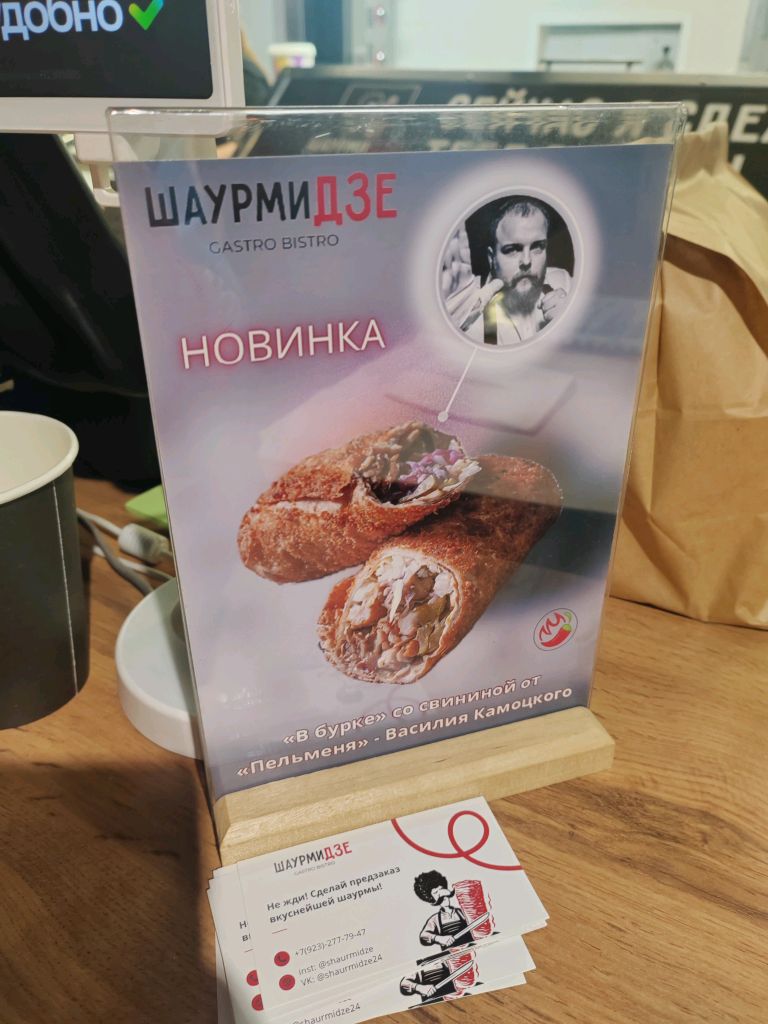 добно
ШАУРМИДЗЕ
GASTRO BISTRO
НОВИНКА
«В бурке» со свининой от
«Пельменя» - Василия Камоцкого
ШАУРМИДЗЕ
GASTRO BISTRO
Не жди! Сделай предзаказ
вкуснейшей шаурмы!
+7(923)-277-79-47
inst: @shaurmidze
VK: @shaurmidze24
@shaurmidze24